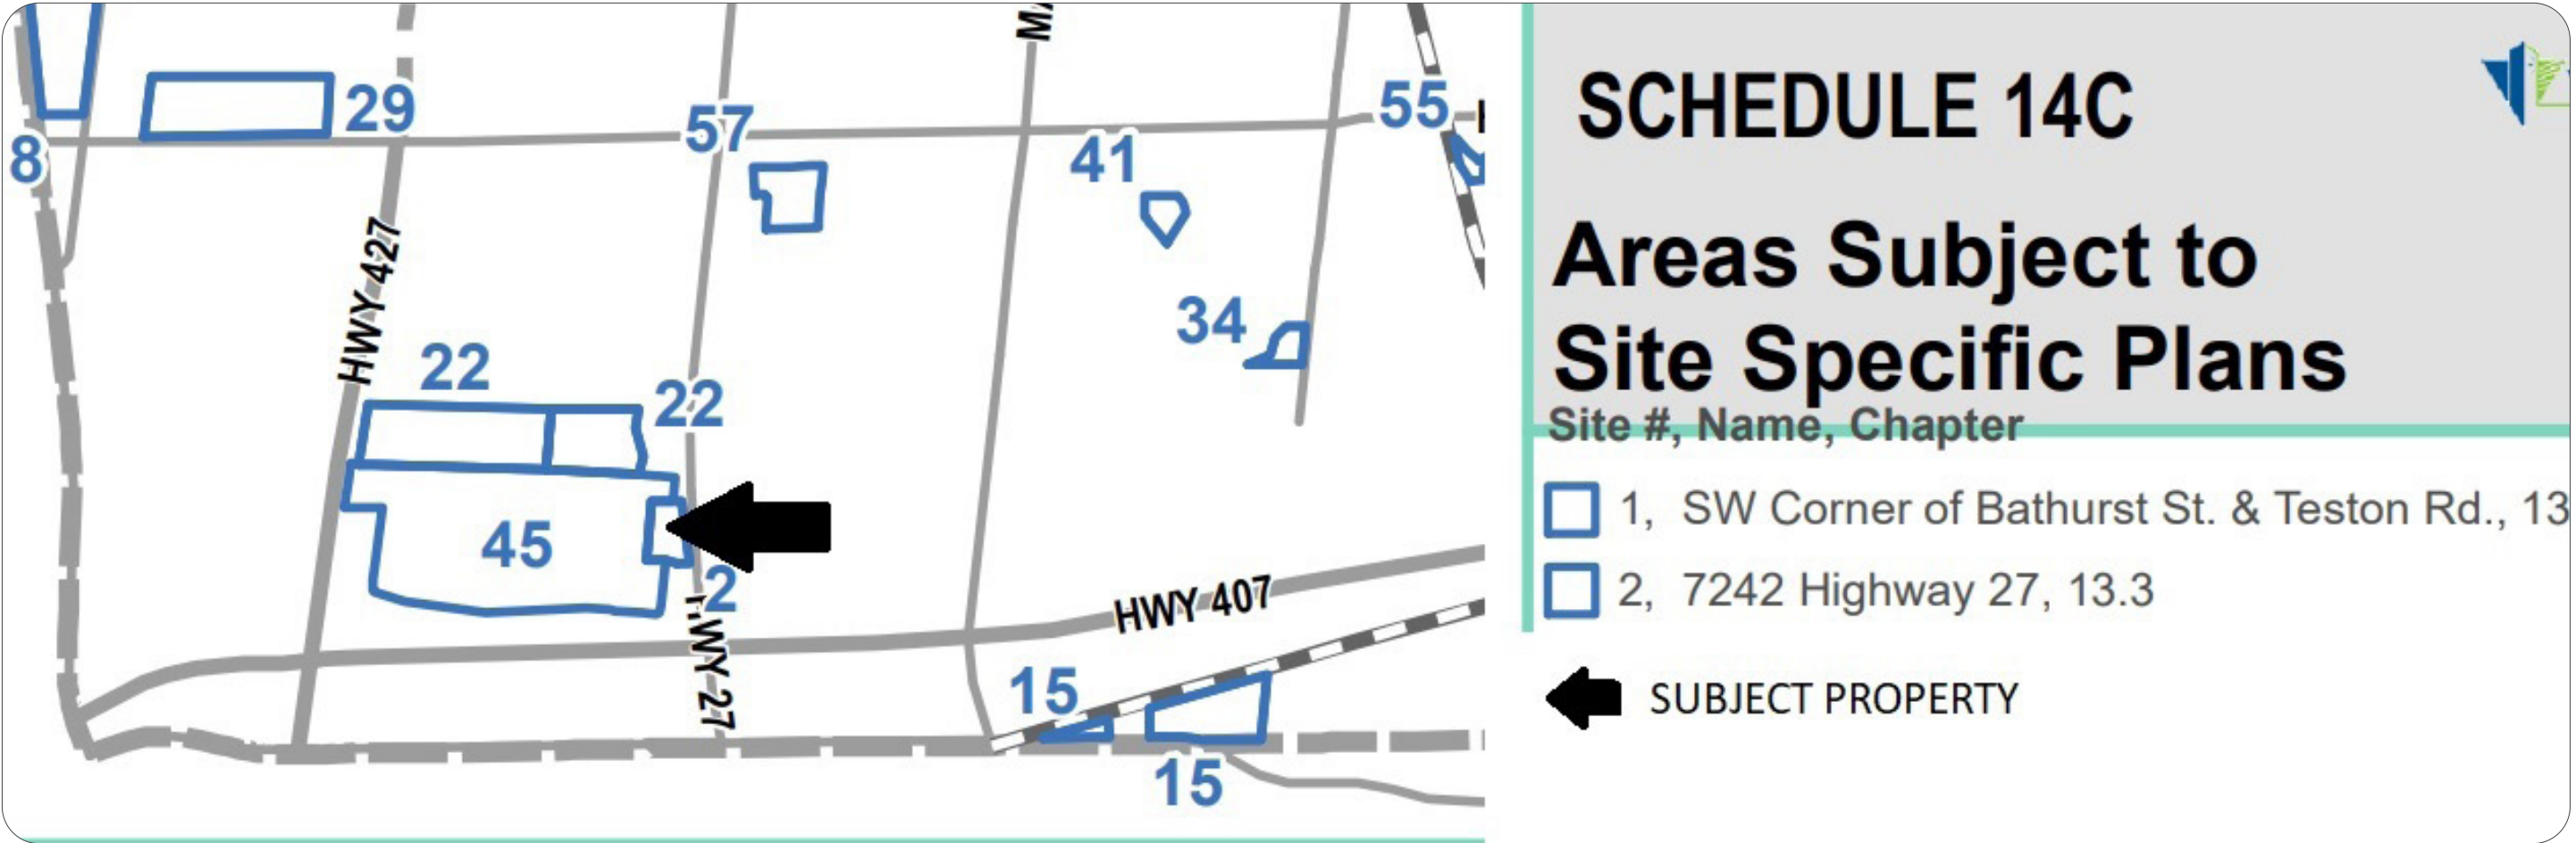 MA
29
57
55
8
41
HWY 427
34
22
22
45
2
HWY 27
HWY 407
15
15
SCHEDULE 14C
Areas Subject to
Site Specific Plans
Site #, Name, Chapter
1, SW Corner of Bathurst St. & Teston Rd., 13
2, 7242 Highway 27, 13.3
SUBJECT PROPERTY